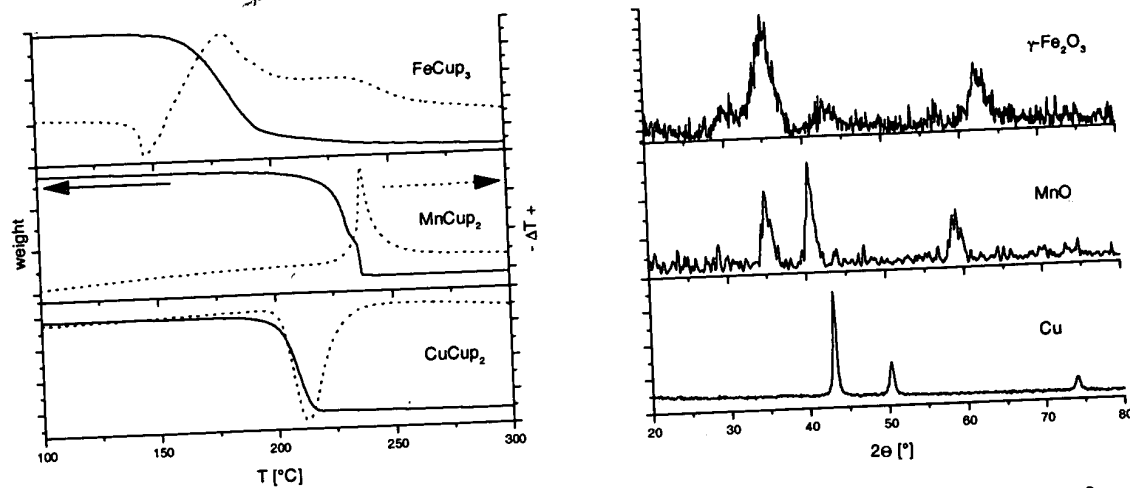 FeCup₃
MnCup₂
CuCup₂
weight
- ΔT +
100 150 200 250 300
T [°C]
γ-Fe₂O₃
MnO
Cu
20 30 40 50 60 70 80
2Θ [°]